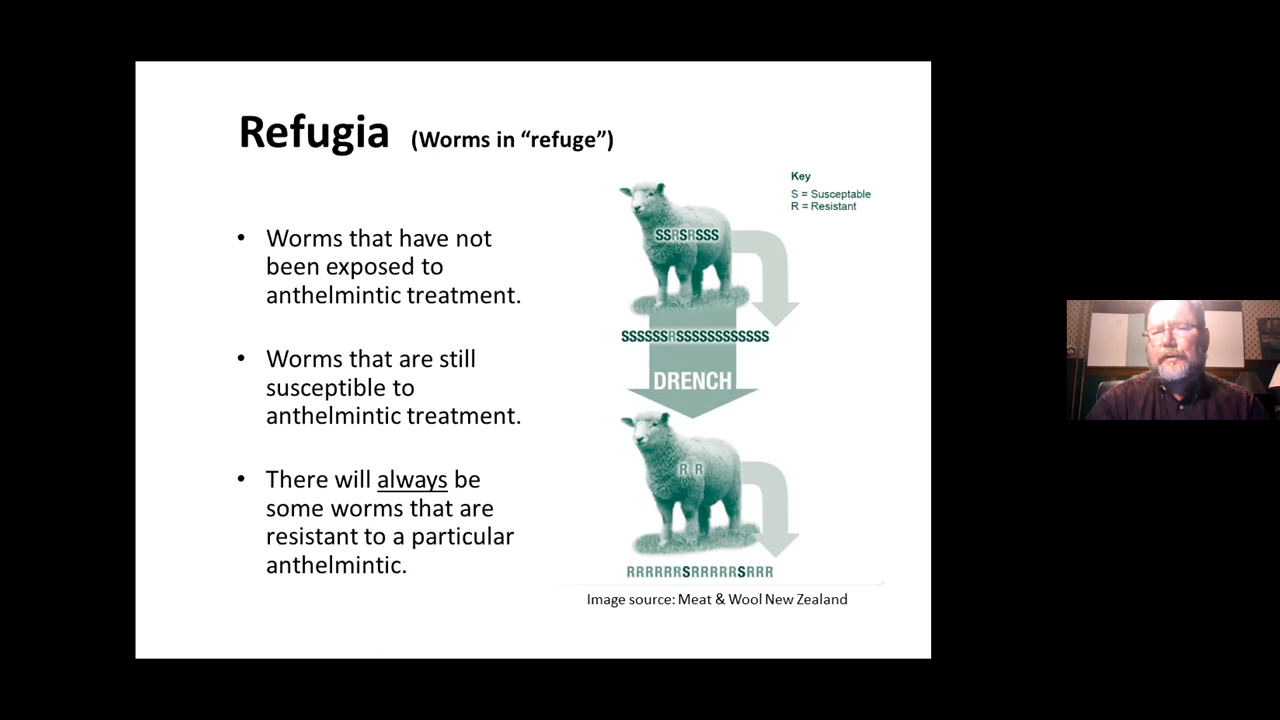 Refugia (Worms in “refuge”)
• Worms that have not
been exposed to
anthelmintic treatment.
• Worms that are still
susceptible to
anthelmintic treatment.
• There will always be
some worms that are
resistant to a particular
anthelmintic.
Key
S = Susceptable
R = Resistant
SSRSRSSS
SSSSSSRSSSSSSSSSSSS
DRENCH
R R
RRRRRRSRRRRRSRRR
Image source: Meat & Wool New Zealand